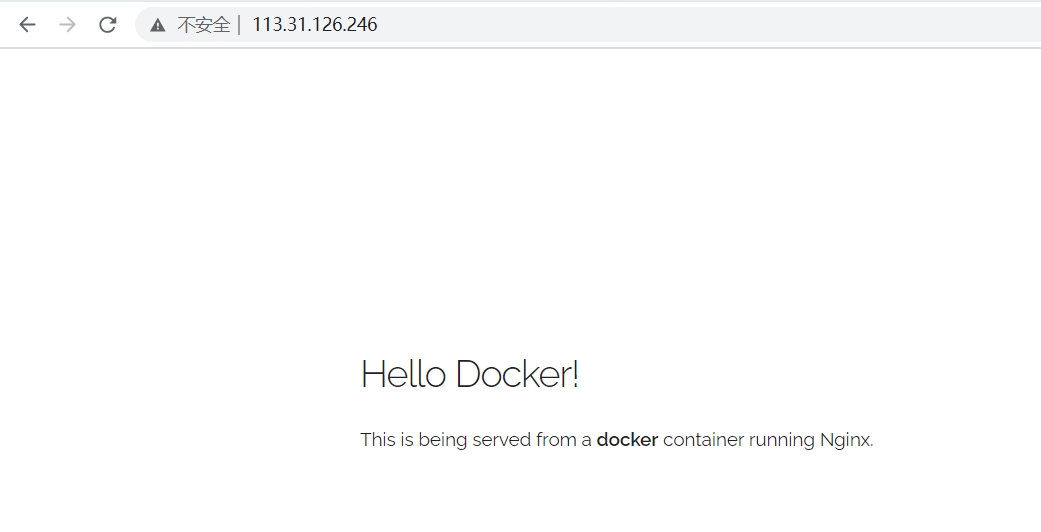 不安全 | 113.31.126.246
Hello Docker!
This is being served from a docker container running Nginx.